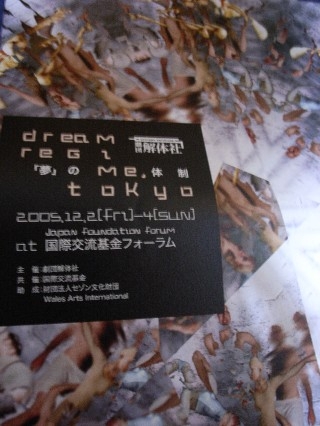 dream
regi
「夢」の me.体制
tokyo
劇団解体社
2005.12.2[fri]-4[sun]
Japan Foundation Forum
at 国際交流基金フォーラム
主 催:劇団解体社
共 催:国際交流基金
助 成:財団法人セゾン文化財団
Wales Arts International